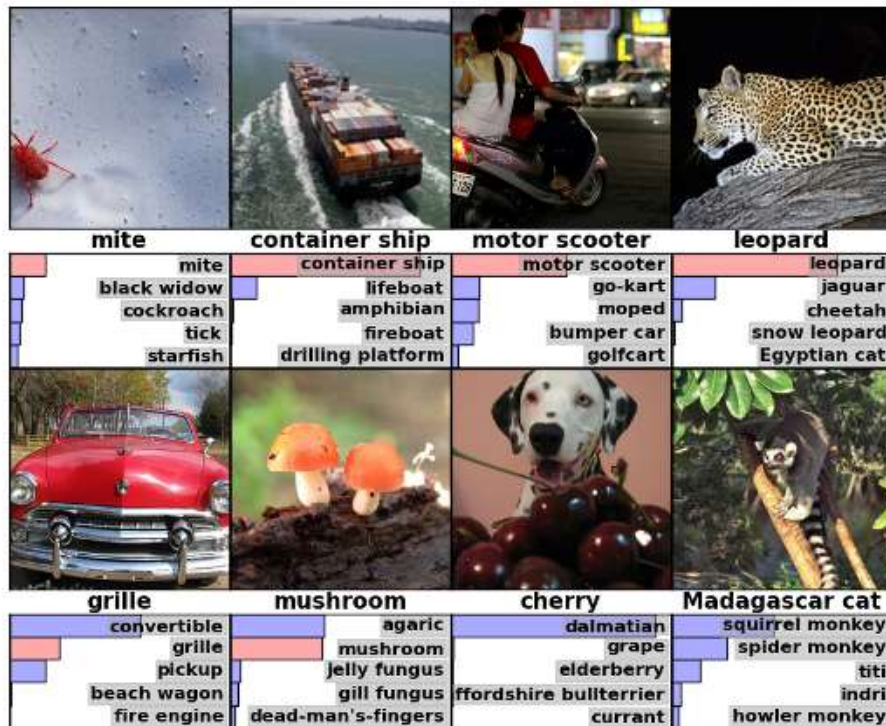 mite
container ship
motor scooter
leopard
mite
black widow
cockroach
tick
starfish
container ship
lifeboat
amphibian
fireboat
drilling platform
motor scooter
go-kart
moped
bumper car
golfcart
leopard
jaguar
cheetah
snow leopard
Egyptian cat
grille
mushroom
cherry
Madagascar cat
convertible
grille
pickup
beach wagon
fire engine
agaric
mushroom
jelly fungus
gill fungus
dead-man's-fingers
dalmatian
grape
elderberry
ffordshire bullterrier
currant
squirrel monkey
spider monkey
titi
indri
howler monkey